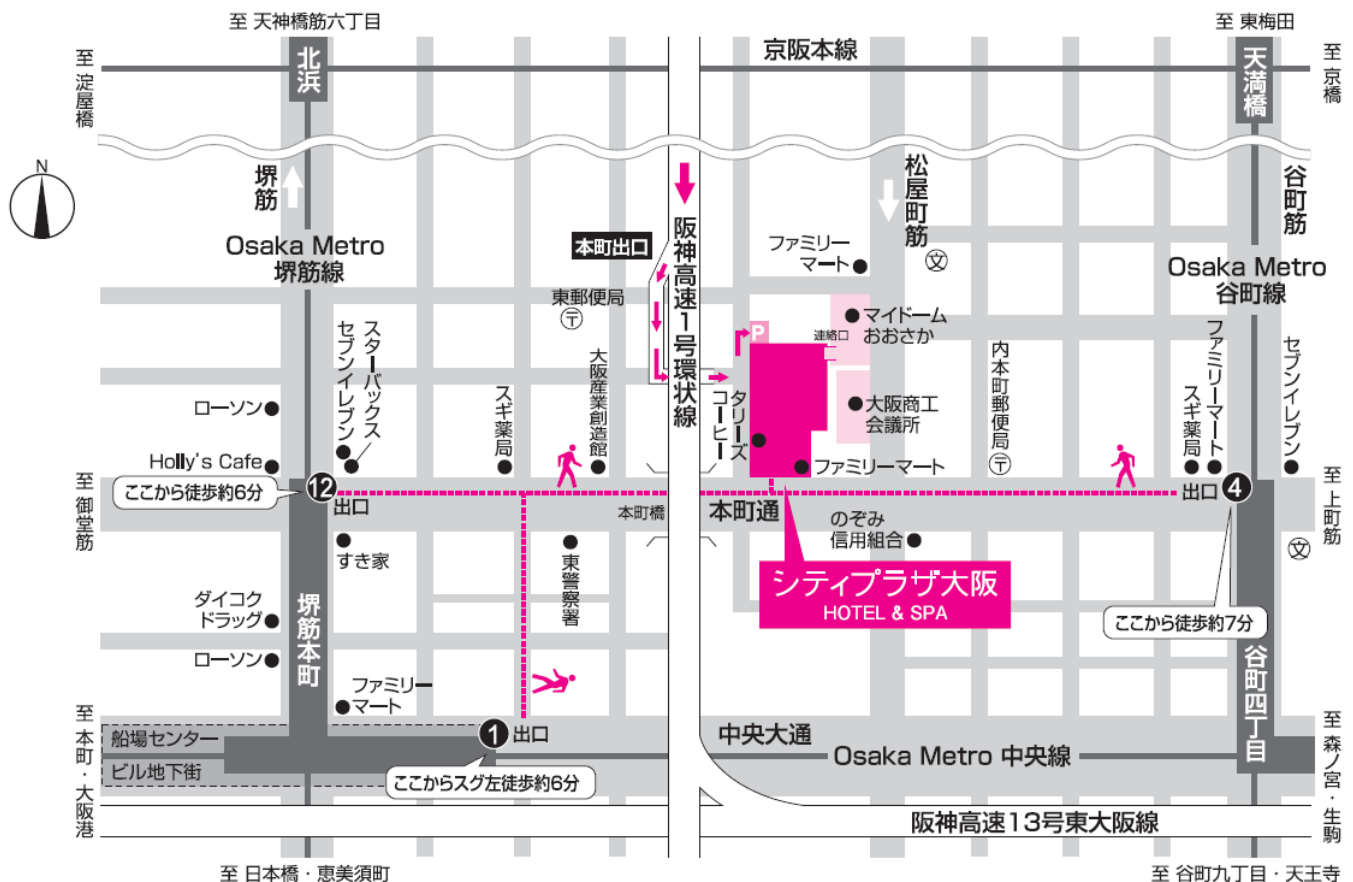 至 天神橋筋六丁目
至 東梅田
至 淀屋橋
北浜
京阪本線
天満橋
至 京橋
N
堺筋
松屋町筋
谷町筋
Osaka Metro
堺筋線
本町出口
阪神高速1号環状線
ファミリー
マート
文
Osaka Metro
谷町線
東郵便局
〒
P
連絡口
マイドーム
おおさか
セブンイレブン
スターバックス
ローソン
スギ薬局
大阪産業創造館
タリーズ
コーヒー
大阪商工
会議所
内本町郵便局
〒
スギ薬局
ファミリーマート
セブンイレブン
Holly's Cafe
ファミリーマート
至 御堂筋
ここから徒歩約6分
12
出口
本町橋
本町通
出口
4
至 上町筋
すき家
東警察署
のぞみ
信用組合
文
シティプラザ大阪
HOTEL & SPA
ダイコク
ドラッグ
ローソン
堺筋本町
ここから徒歩約7分
谷町四丁目
ファミリー
マート
至 本町・大阪港
船場センター
ビル地下街
1
出口
ここからスグ左徒歩約6分
中央大通
Osaka Metro 中央線
至 森ノ宮・生駒
阪神高速13号東大阪線
至 日本橋・恵美須町
至 谷町九丁目・天王寺